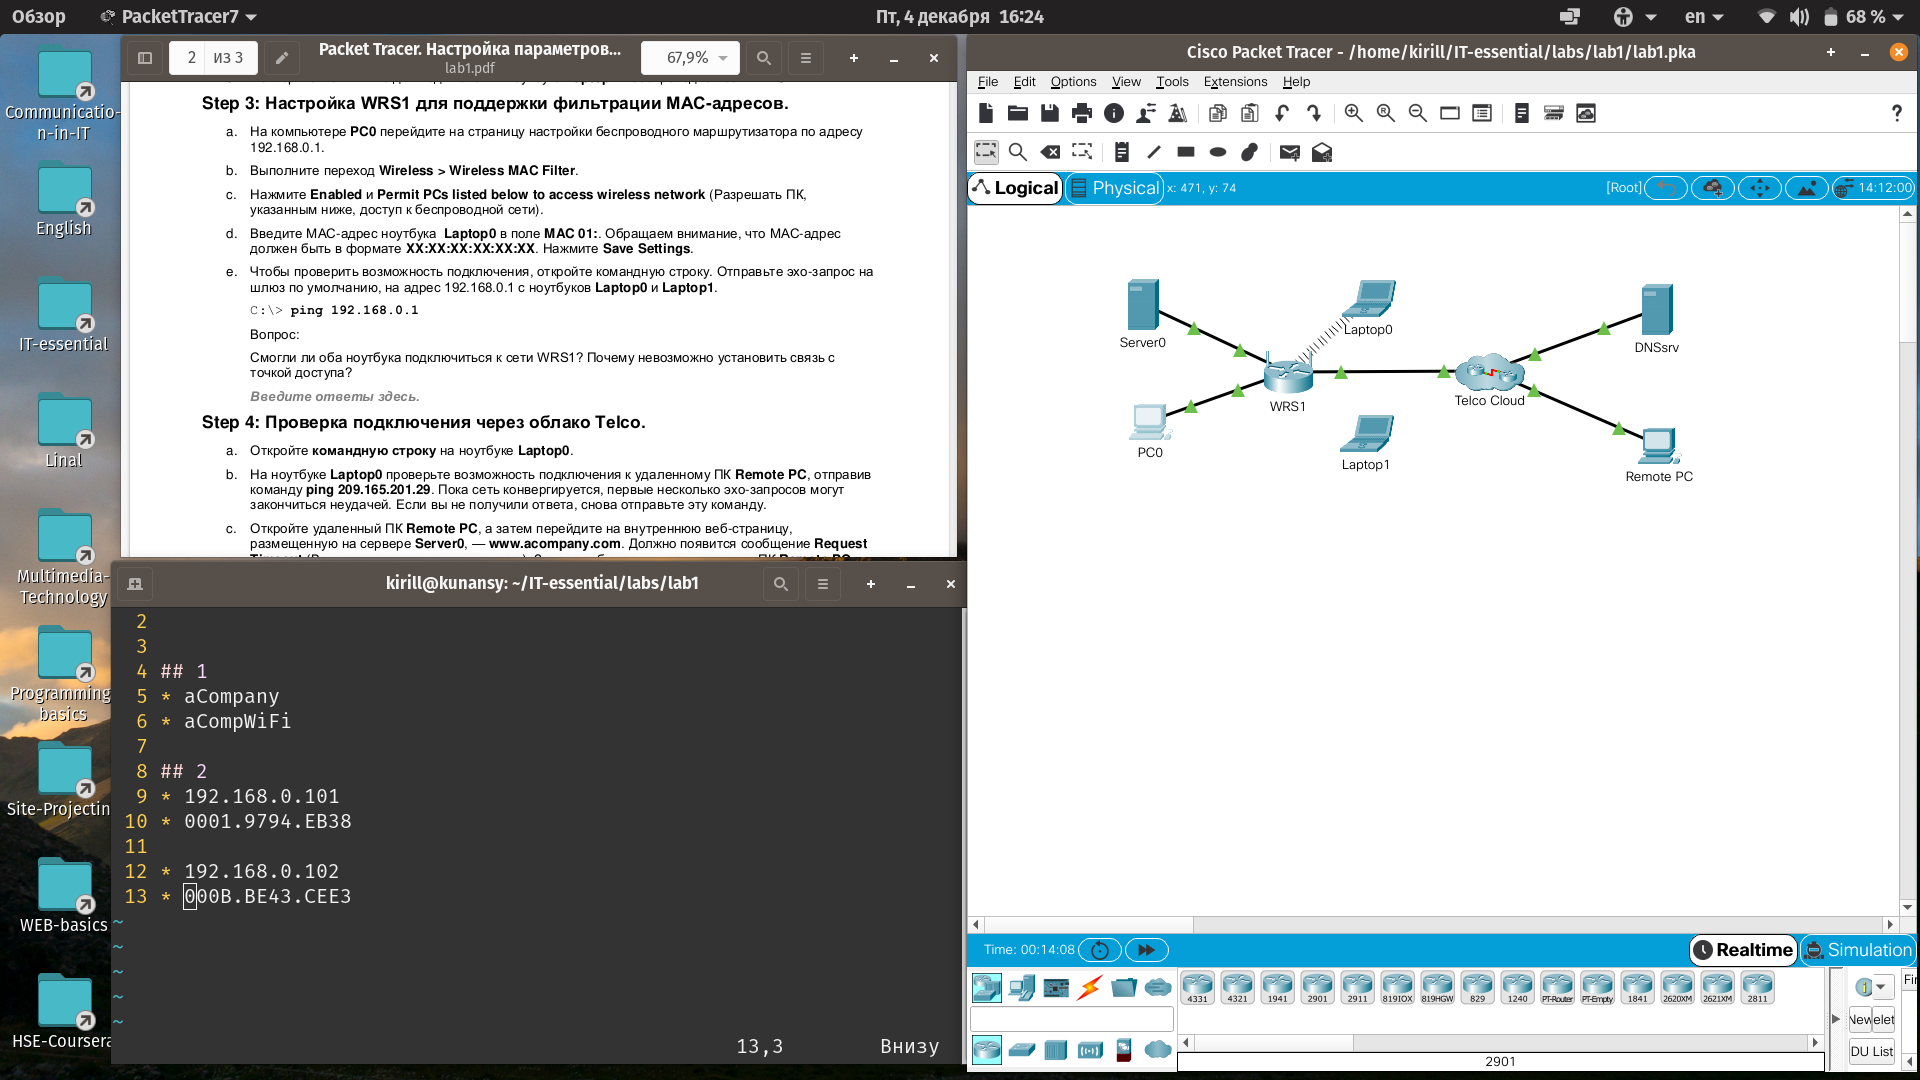 Обзор
PacketTracer7
Пт, 4 декабря 16:24
en
68 %
Communicatio-
n-in-IT
English
IT-essential
Linal
Multimedia-
Technology
Programming-
basics
Site-Projectin
WEB-basics
HSE-Coursera
2 из 3
Packet Tracer. Настройка параметров...
lab1.pdf
67,9%
Step 3: Настройка WRS1 для поддержки фильтрации MAC-адресов.
a. На компьютере PC0 перейдите на страницу настройки беспроводного маршрутизатора по адресу
192.168.0.1.
b. Выполните переход Wireless > Wireless MAC Filter.
c. Нажмите Enabled и Permit PCs listed below to access wireless network (Разрешать ПК,
указанным ниже, доступ к беспроводной сети).
d. Введите MAC-адрес ноутбука Laptop0 в поле MAC 01:. Обращаем внимание, что MAC-адрес
должен быть в формате XX:XX:XX:XX:XX:XX. Нажмите Save Settings.
e. Чтобы проверить возможность подключения, откройте командную строку. Отправьте эхо-запрос на
шлюз по умолчанию, на адрес 192.168.0.1 с ноутбуков Laptop0 и Laptop1.
C:\> ping 192.168.0.1
Вопрос:
Смогли ли оба ноутбука подключиться к сети WRS1? Почему невозможно установить связь с
точкой доступа?
Введите ответы здесь.
Step 4: Проверка подключения через облако Telco.
a. Откройте командную строку на ноутбуке Laptop0.
b. На ноутбуке Laptop0 проверьте возможность подключения к удаленному ПК Remote PC, отправив
команду ping 209.165.201.29. Пока сеть конвергируется, первые несколько эхо-запросов могут
закончиться неудачей. Если вы не получили ответа, снова отправьте эту команду.
c. Откройте удаленный ПК Remote PC, а затем перейдите на внутреннюю веб-страницу,
размещенную на сервере Server0, — www.acompany.com. Должно появится сообщение Request
kirill@kunansy: ~/IT-essential/labs/lab1
2
3
4 ## 1
5 * aCompany
6 * aCompWiFi
7
8 ## 2
9 * 192.168.0.101
10 * 0001.9794.EB38
11
12 * 192.168.0.102
13 * 000B.BE43.CEE3
~
~
~
~
~
13,3 Внизу
Cisco Packet Tracer - /home/kirill/IT-essential/labs/lab1/lab1.pka
File Edit Options View Tools Extensions Help
Logical
Physical
x: 471, y: 74
[Root]
14:12:00
Server0
Laptop0
DNSsrv
WRS1
Telco Cloud
PC0
Laptop1
Remote PC
Time: 00:14:08
Realtime
Simulation
4331 4321 1941 2901 2911 819IOX 819HGW 829 1240 PT-Router PT-Empty 1841 2620XM 2621XM 2811
Fir
New elet
DU List
2901